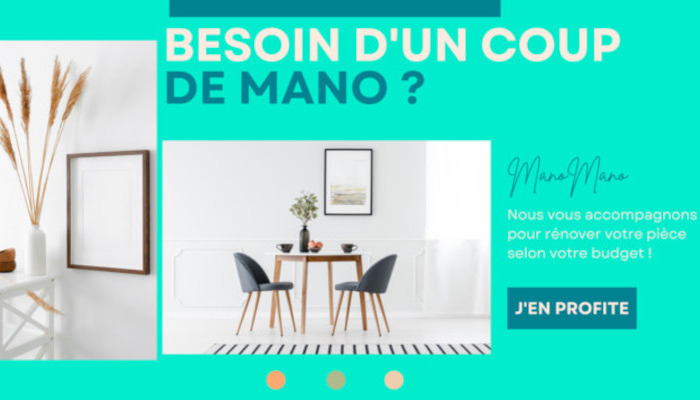 BESOIN D'UN COUP
DE MANO ?
ManoMano
Nous vous accompagnons
pour rénover votre pièce
selon votre budget !
J'EN PROFITE